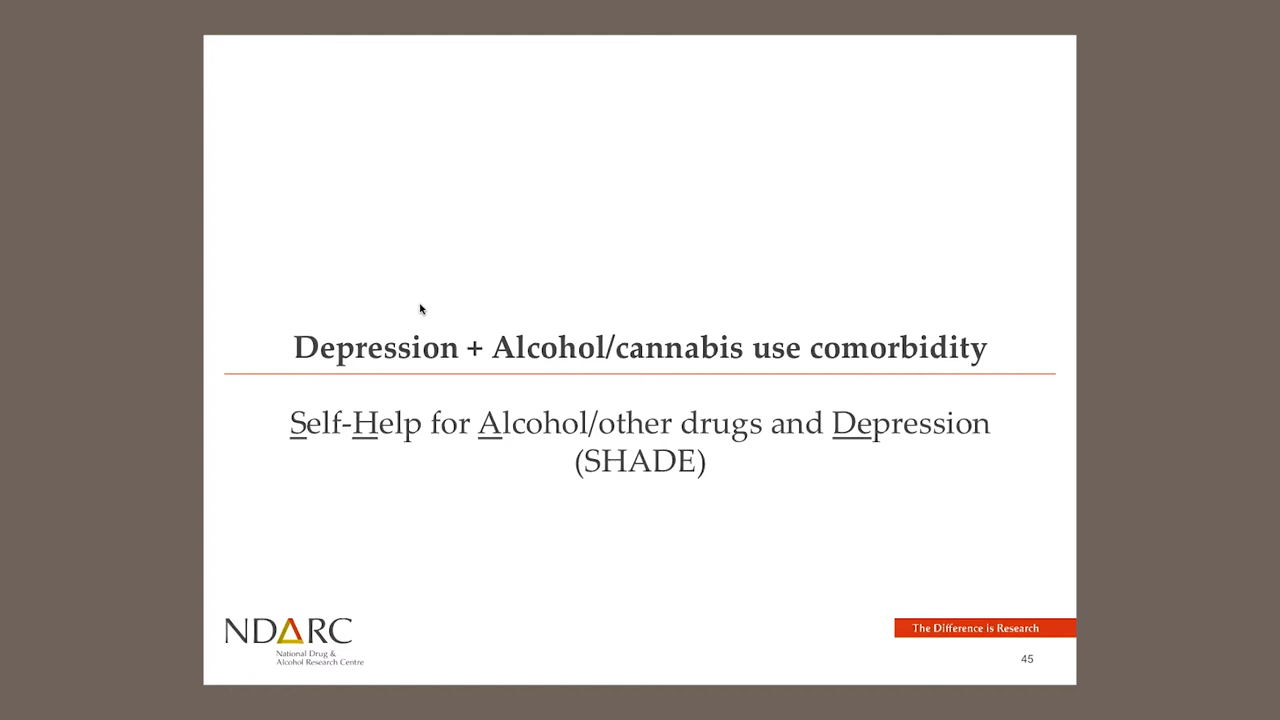 Depression + Alcohol/cannabis use comorbidity
Self-Help for Alcohol/other drugs and Depression
(SHADE)
NDARC
National Drug &
Alcohol Research Centre
The Difference is Research
45